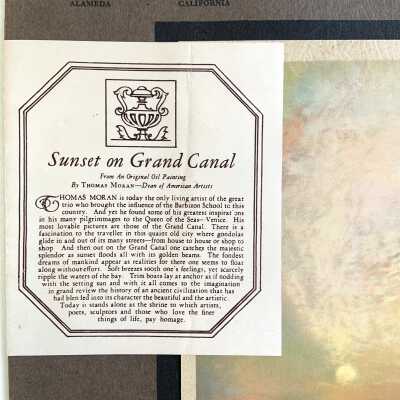 ALAMEDA - CALIFORNIA
Sunset on Grand Canal
From An Original Oil Painting
By THOMAS MORAN—Dean of American Artists
THOMAS MORAN is today the only living artist of the great
trio who brought the influence of the Barbizon School to this
country. And yet he found some of his greatest inspirations
in his many pilgrimmages to the Queen of the Seas—Venice. His
most lovable pictures are those of the Grand Canal. There is a
fascination to the traveller in this quaint old city where gondolas
glide in and out of its many streets—from house to house or shop to
shop. And then out on the Grand Canal one catches the majestic
splendor as sunset floods all with its golden beams. The fondest
dreams of mankind appear as realities for there one seems to float
along without effort. Soft breezes sooth one's feelings, yet scarcely
ripple the waters of the bay. Trim boats lay at anchor as if nodding
with the setting sun and with it all comes to the imagination
in grand review the history of an ancient civilization that has
had blended into its character the beautiful and the artistic.
Today it stands alone as the shrine to which artists,
poets, sculptors and those who love the finer
things of life, pay homage.